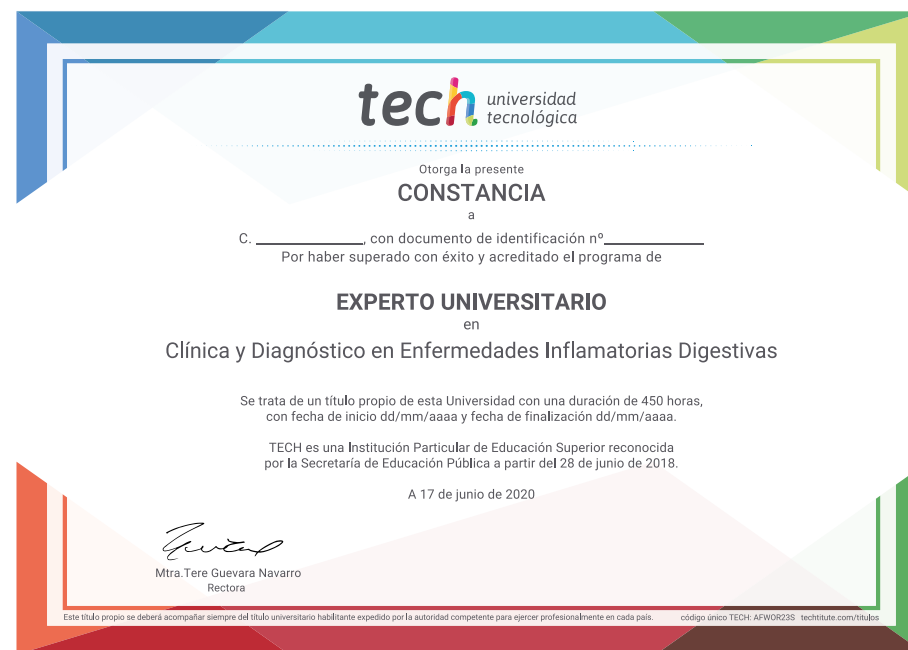 tech universidad
tecnológica
Otorga la presente
CONSTANCIA
a
C. ____________, con documento de identificación nº____________
Por haber superado con éxito y acreditado el programa de
EXPERTO UNIVERSITARIO
en
Clínica y Diagnóstico en Enfermedades Inflamatorias Digestivas
Se trata de un título propio de esta Universidad con una duración de 450 horas,
con fecha de inicio dd/mm/aaaa y fecha de finalización dd/mm/aaaa.
TECH es una Institución Particular de Educación Superior reconocida
por la Secretaría de Educación Pública a partir del 28 de junio de 2018.
A 17 de junio de 2020
Mtra.Tere Guevara Navarro
Rectora
Este título propio se deberá acompañar siempre del título universitario habilitante expedido por la autoridad competente para ejercer profesionalmente en cada país. código único TECH: AFWOR23S techtitute.com/titulos